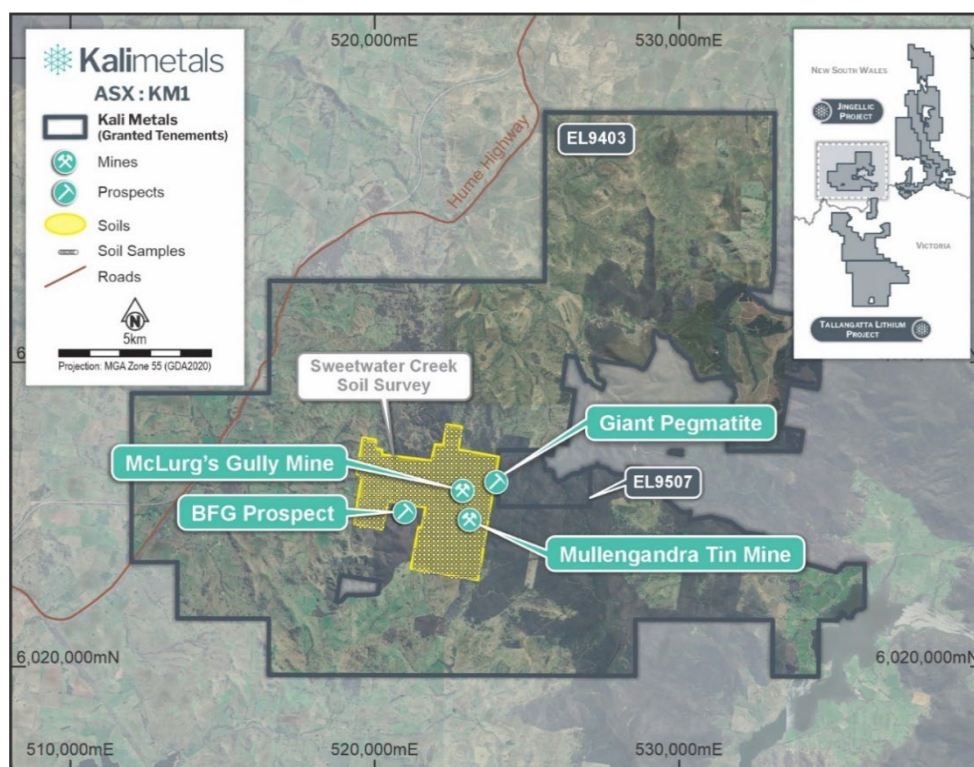 520,000mE
530,000mE
Kalimetals
ASX : KM1
Kali Metals
(Granted Tenements)
Mines
Prospects
Soils
Soil Samples
Roads
N
5km
Projection: MGA Zone 55 (GDA2020)
Hume Highway
EL9403
NEW SOUTH WALES
JINGELLIC
PROJECT
VICTORIA
TALLANGATTA LITHIUM
PROJECT
Sweetwater Creek
Soil Survey
Giant Pegmatite
McLurg's Gully Mine
EL9507
BFG Prospect
Mullengandra Tin Mine
6,020,000mN
6,020,000mN
510,000mE
520,000mE
530,000mE